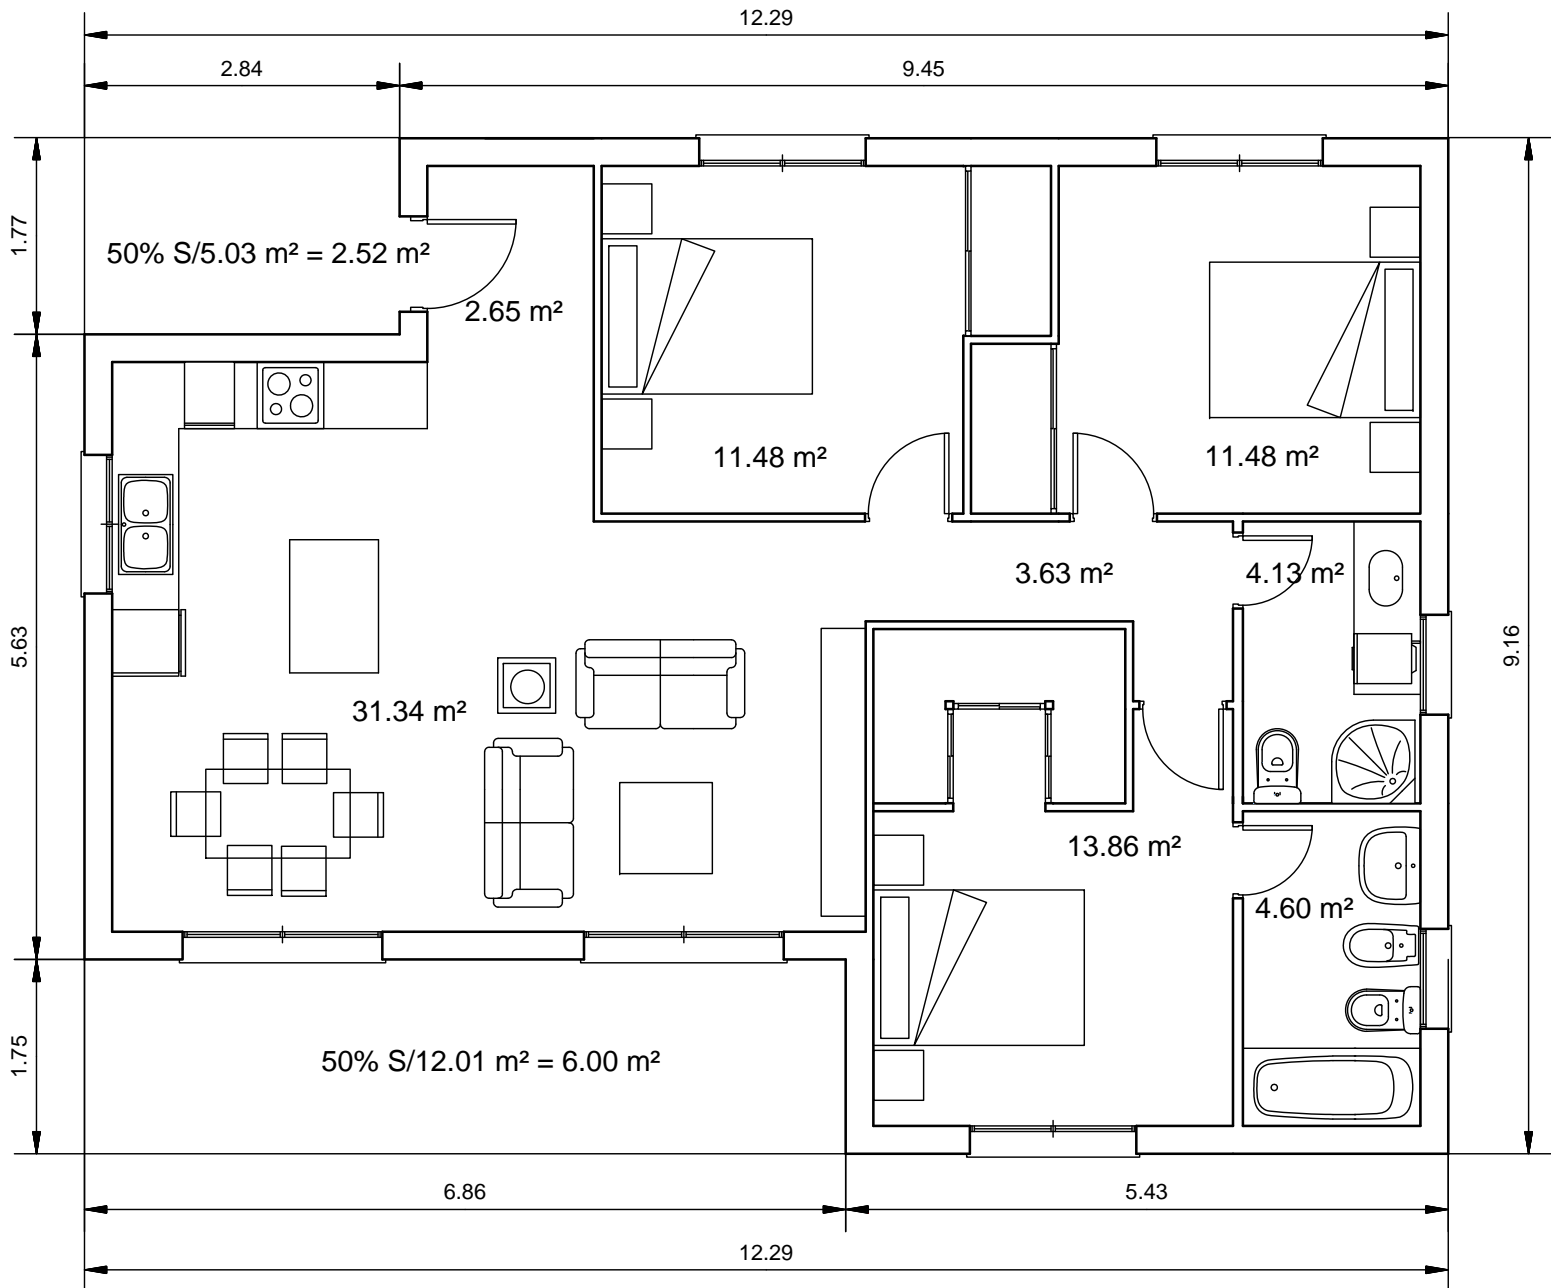 12.29
2.84
9.45
1.77
50% S/5.03 m² = 2.52 m²
2.65 m²
11.48 m²
11.48 m²
3.63 m²
4.13 m²
5.63
9.16
31.34 m²
13.86 m²
4.60 m²
1.75
50% S/12.01 m² = 6.00 m²
6.86
5.43
12.29